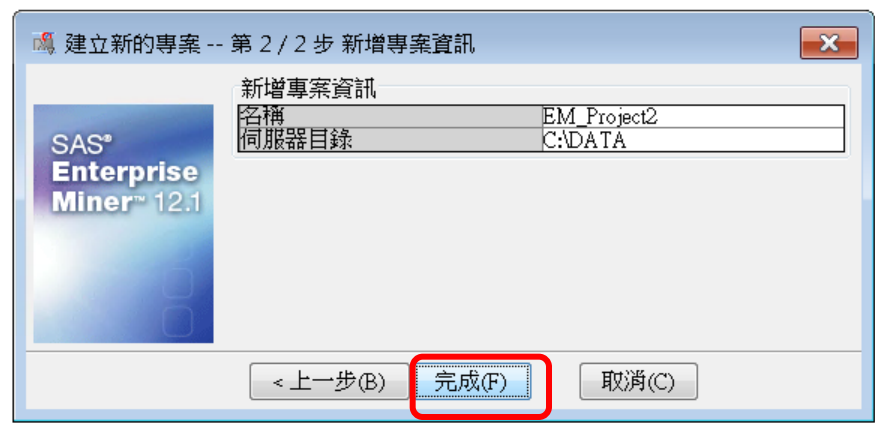 建立新的專案 -- 第 2 / 2 步 新增專案資訊
新增專案資訊
名稱 EM_Project2
伺服器目錄 C:\DATA
SAS®
Enterprise
Miner™ 12.1
< 上一步(B) 完成(F) 取消(C)